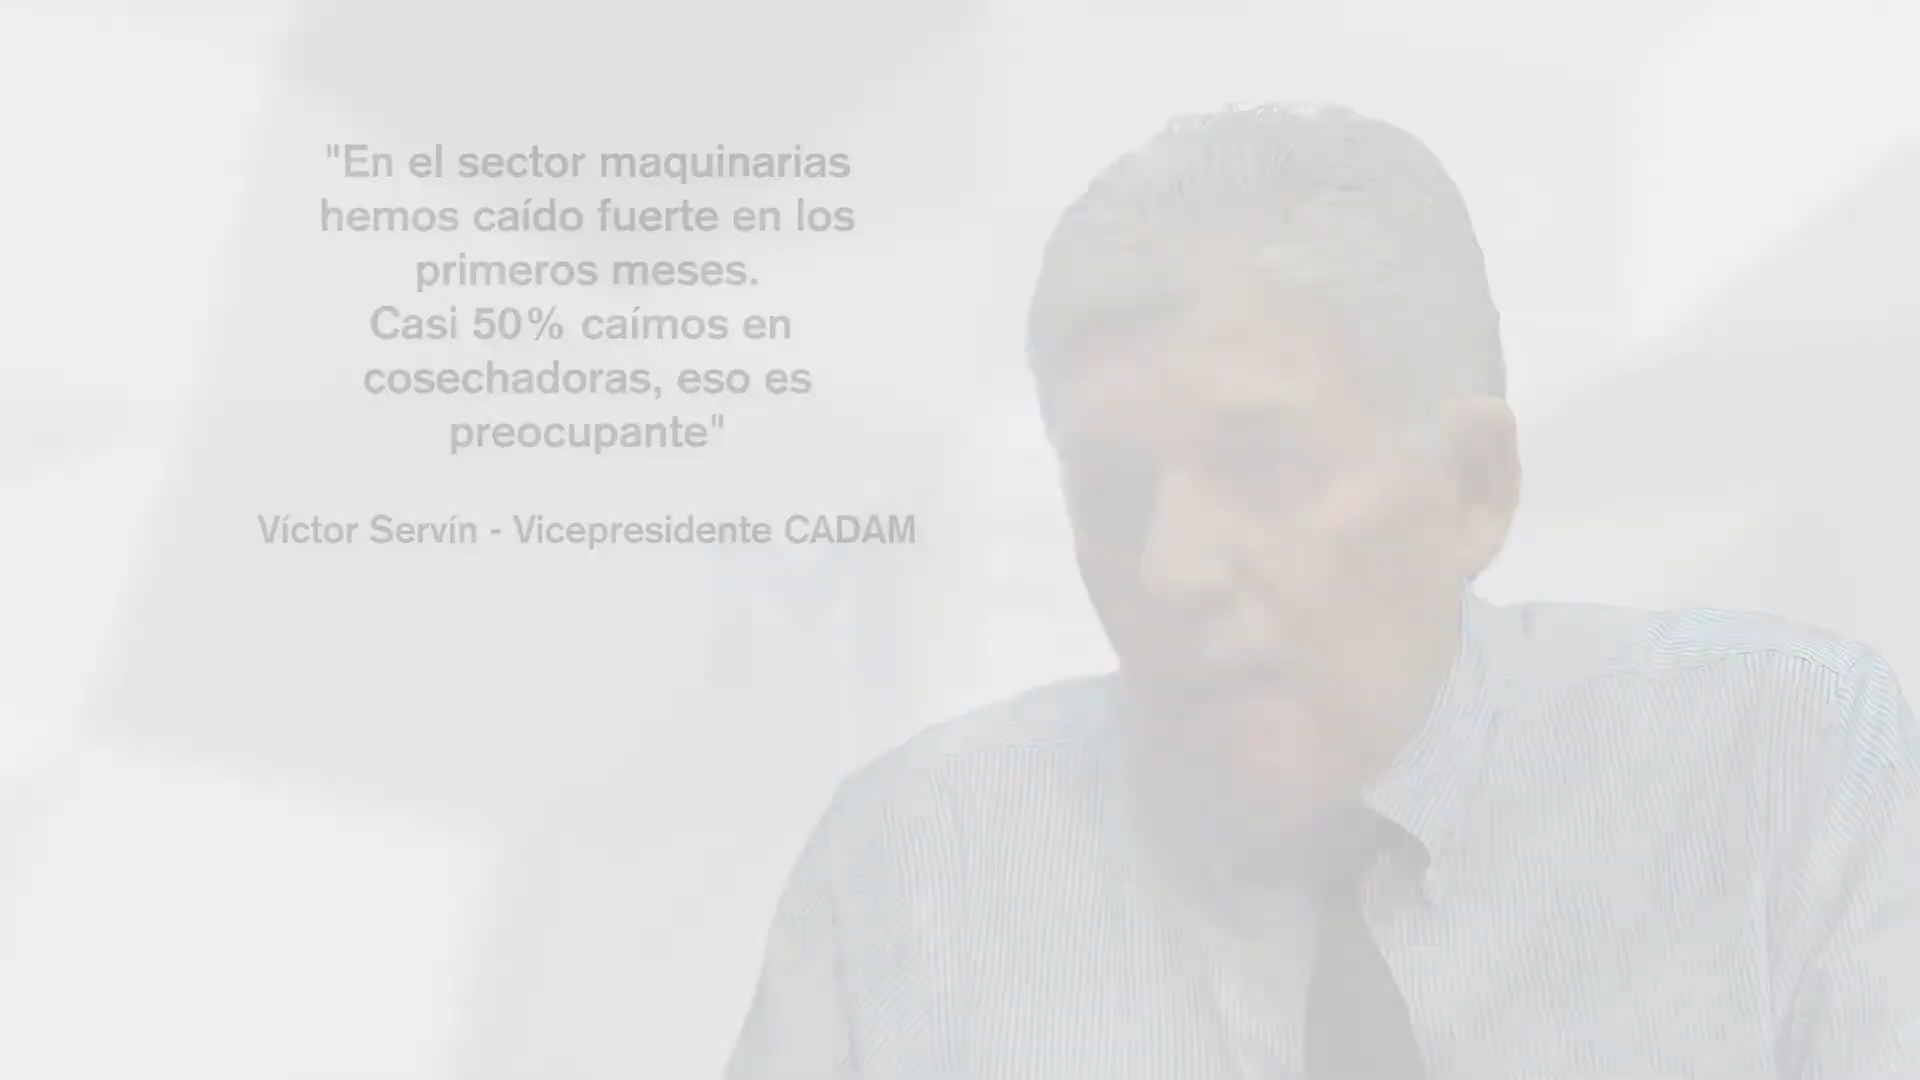 "En el sector maquinarias
hemos caído fuerte en los
primeros meses.
Casi 50% caímos en
cosechadoras, eso es
preocupante"
Víctor Servín - Vicepresidente CADAM